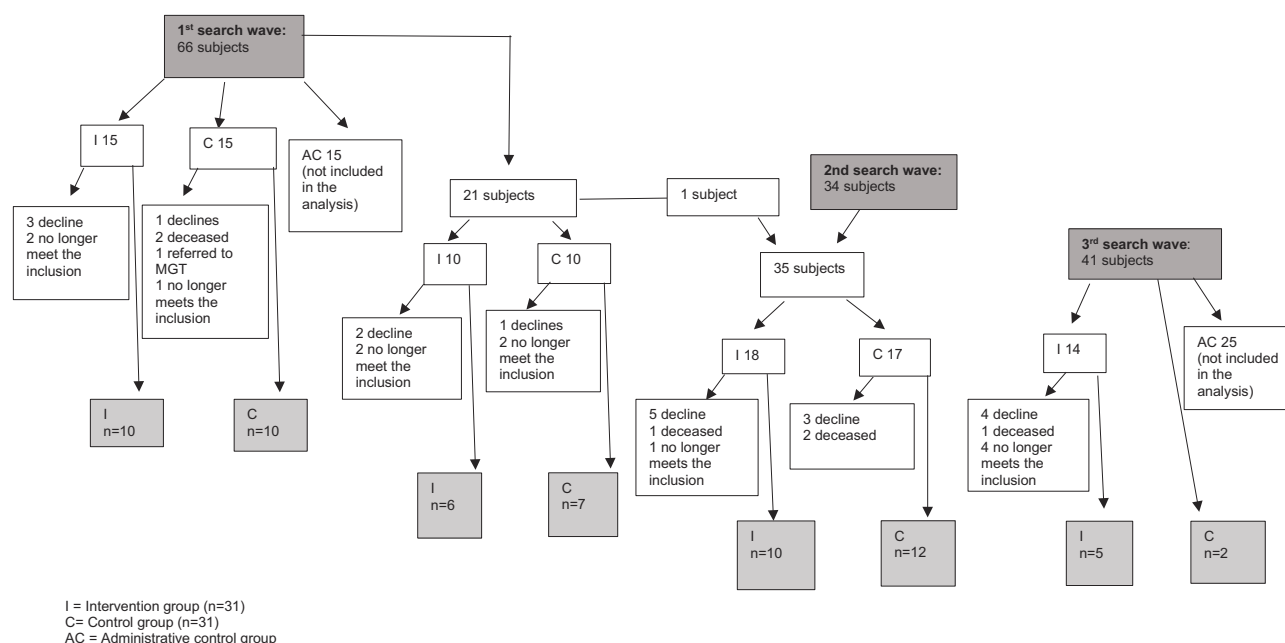 1st search wave:
66 subjects
I 15
C 15
AC 15
(not included
in the
analysis)
3 decline
2 no longer
meet the
inclusion
1 declines
2 deceased
1 referred to
MGT
1 no longer
meets the
inclusion
I
n=10
C
n=10
21 subjects
1 subject
2nd search wave:
34 subjects
I 10
C 10
35 subjects
2 decline
2 no longer
meet the
inclusion
1 declines
2 no longer
meet the
inclusion
I
n=6
C
n=7
I 18
C 17
5 decline
1 deceased
1 no longer
meets the
inclusion
3 decline
2 deceased
I
n=10
C
n=12
3rd search wave:
41 subjects
I 14
AC 25
(not included
in the
analysis)
4 decline
1 deceased
4 no longer
meets the
inclusion
I
n=5
C
n=2
I = Intervention group (n=31)
C= Control group (n=31)
AC = Administrative control group